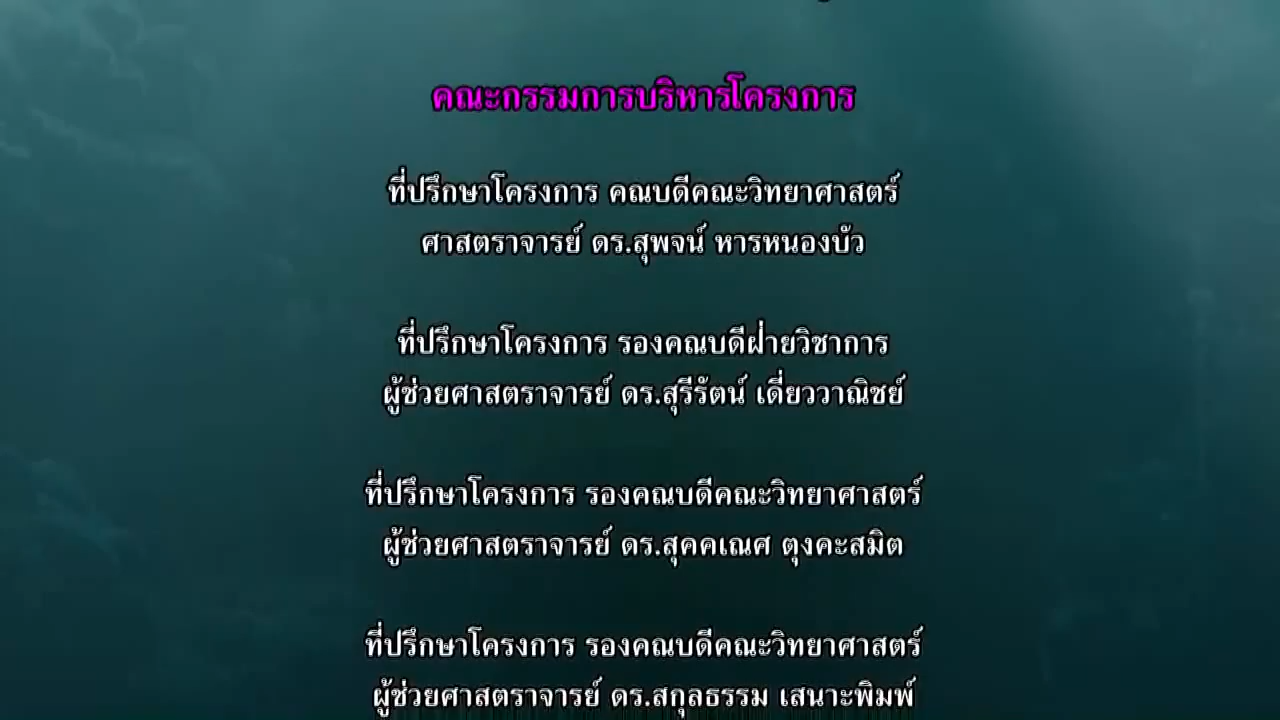 คณะกรรมการบริหารโครงการ
ที่ปรึกษาโครงการ คณบดีคณะวิทยาศาสตร์
ศาสตราจารย์ ดร.สุพจน์ หารหนองบัว
ที่ปรึกษาโครงการ รองคณบดีฝ่ายวิชาการ
ผู้ช่วยศาสตราจารย์ ดร.สุรีรัตน์ เดี่ยววาณิชย์
ที่ปรึกษาโครงการ รองคณบดีคณะวิทยาศาสตร์
ผู้ช่วยศาสตราจารย์ ดร.สุคคเณศ ตุงคะสมิต
ที่ปรึกษาโครงการ รองคณบดีคณะวิทยาศาสตร์
ผู้ช่วยศาสตราจารย์ ดร.สกุลธรรม เสนาะพิมพ์